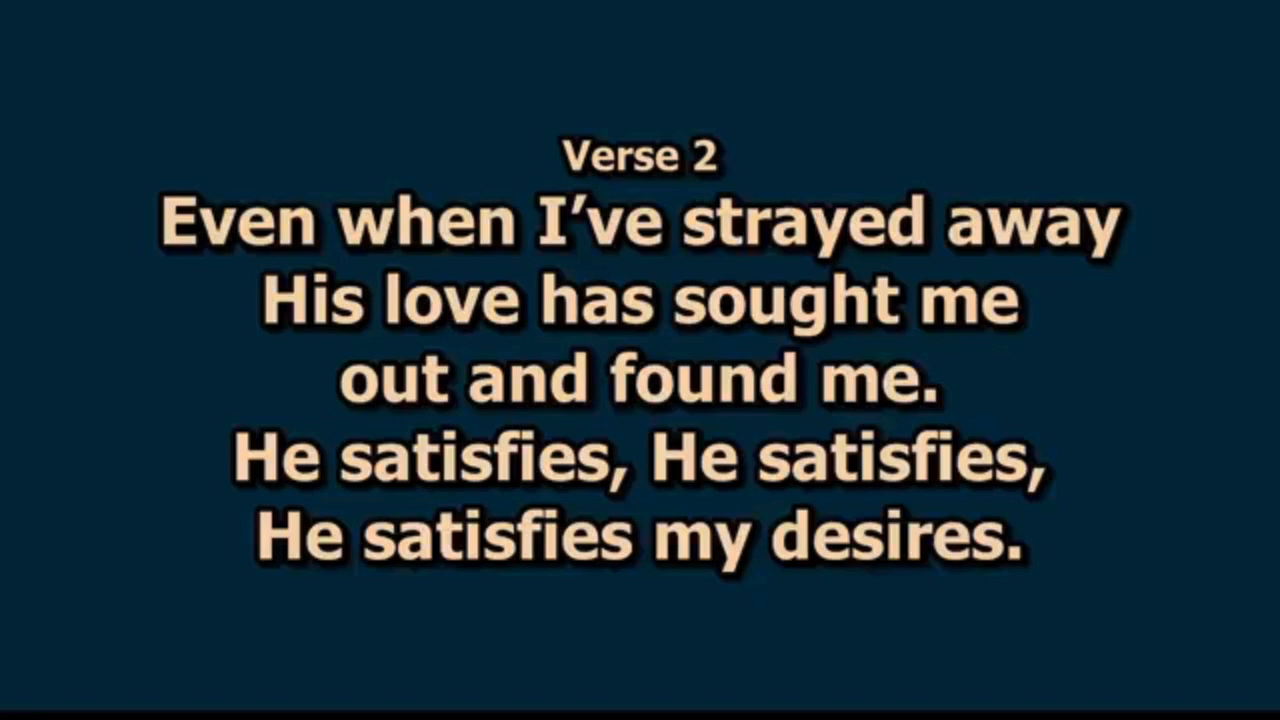 Verse 2
Even when I’ve strayed away
His love has sought me
out and found me.
He satisfies, He satisfies,
He satisfies my desires.